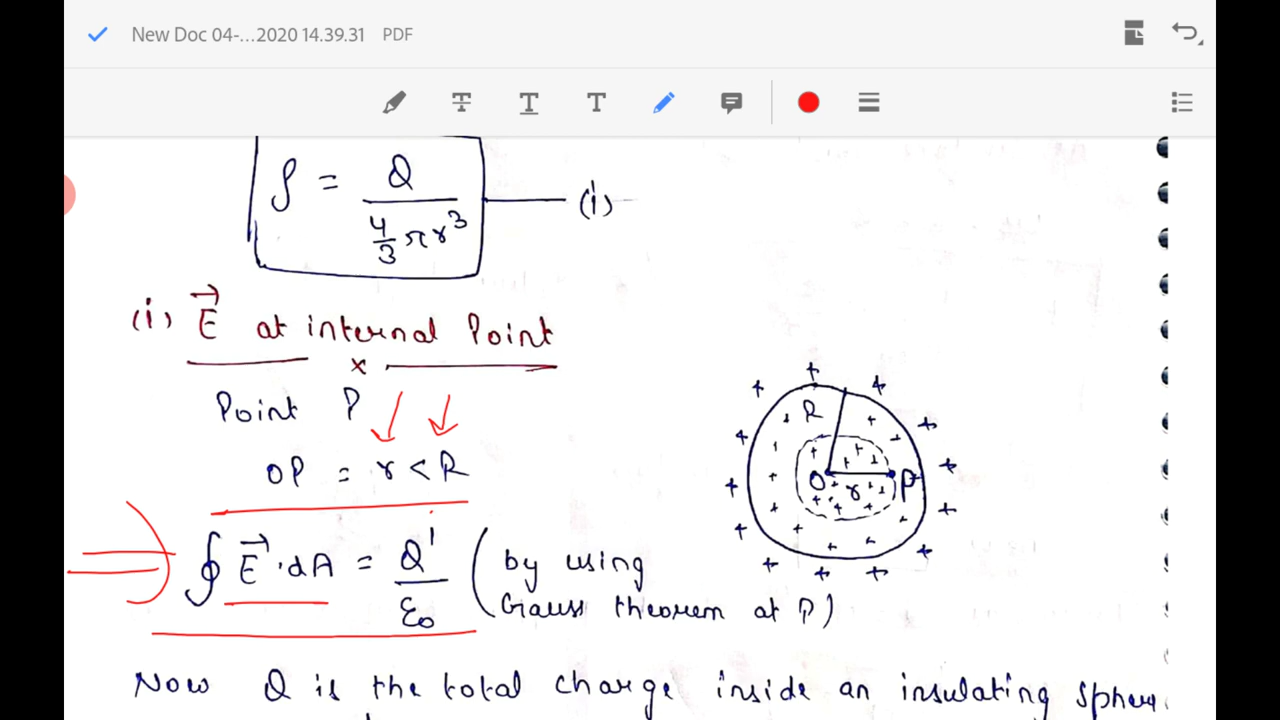 New Doc 04-...2020 14.39.31 PDF
T T T
ρ = Q / 4/3 πr³ — (i)
(i) E⃗ at internal Point
x
Point P
OP = r < R
∮ E⃗ . dA = Q' / ε₀ (by using
Gauss theorem at P)
R
O r P
Now Q is the total charge inside an insulating sphere